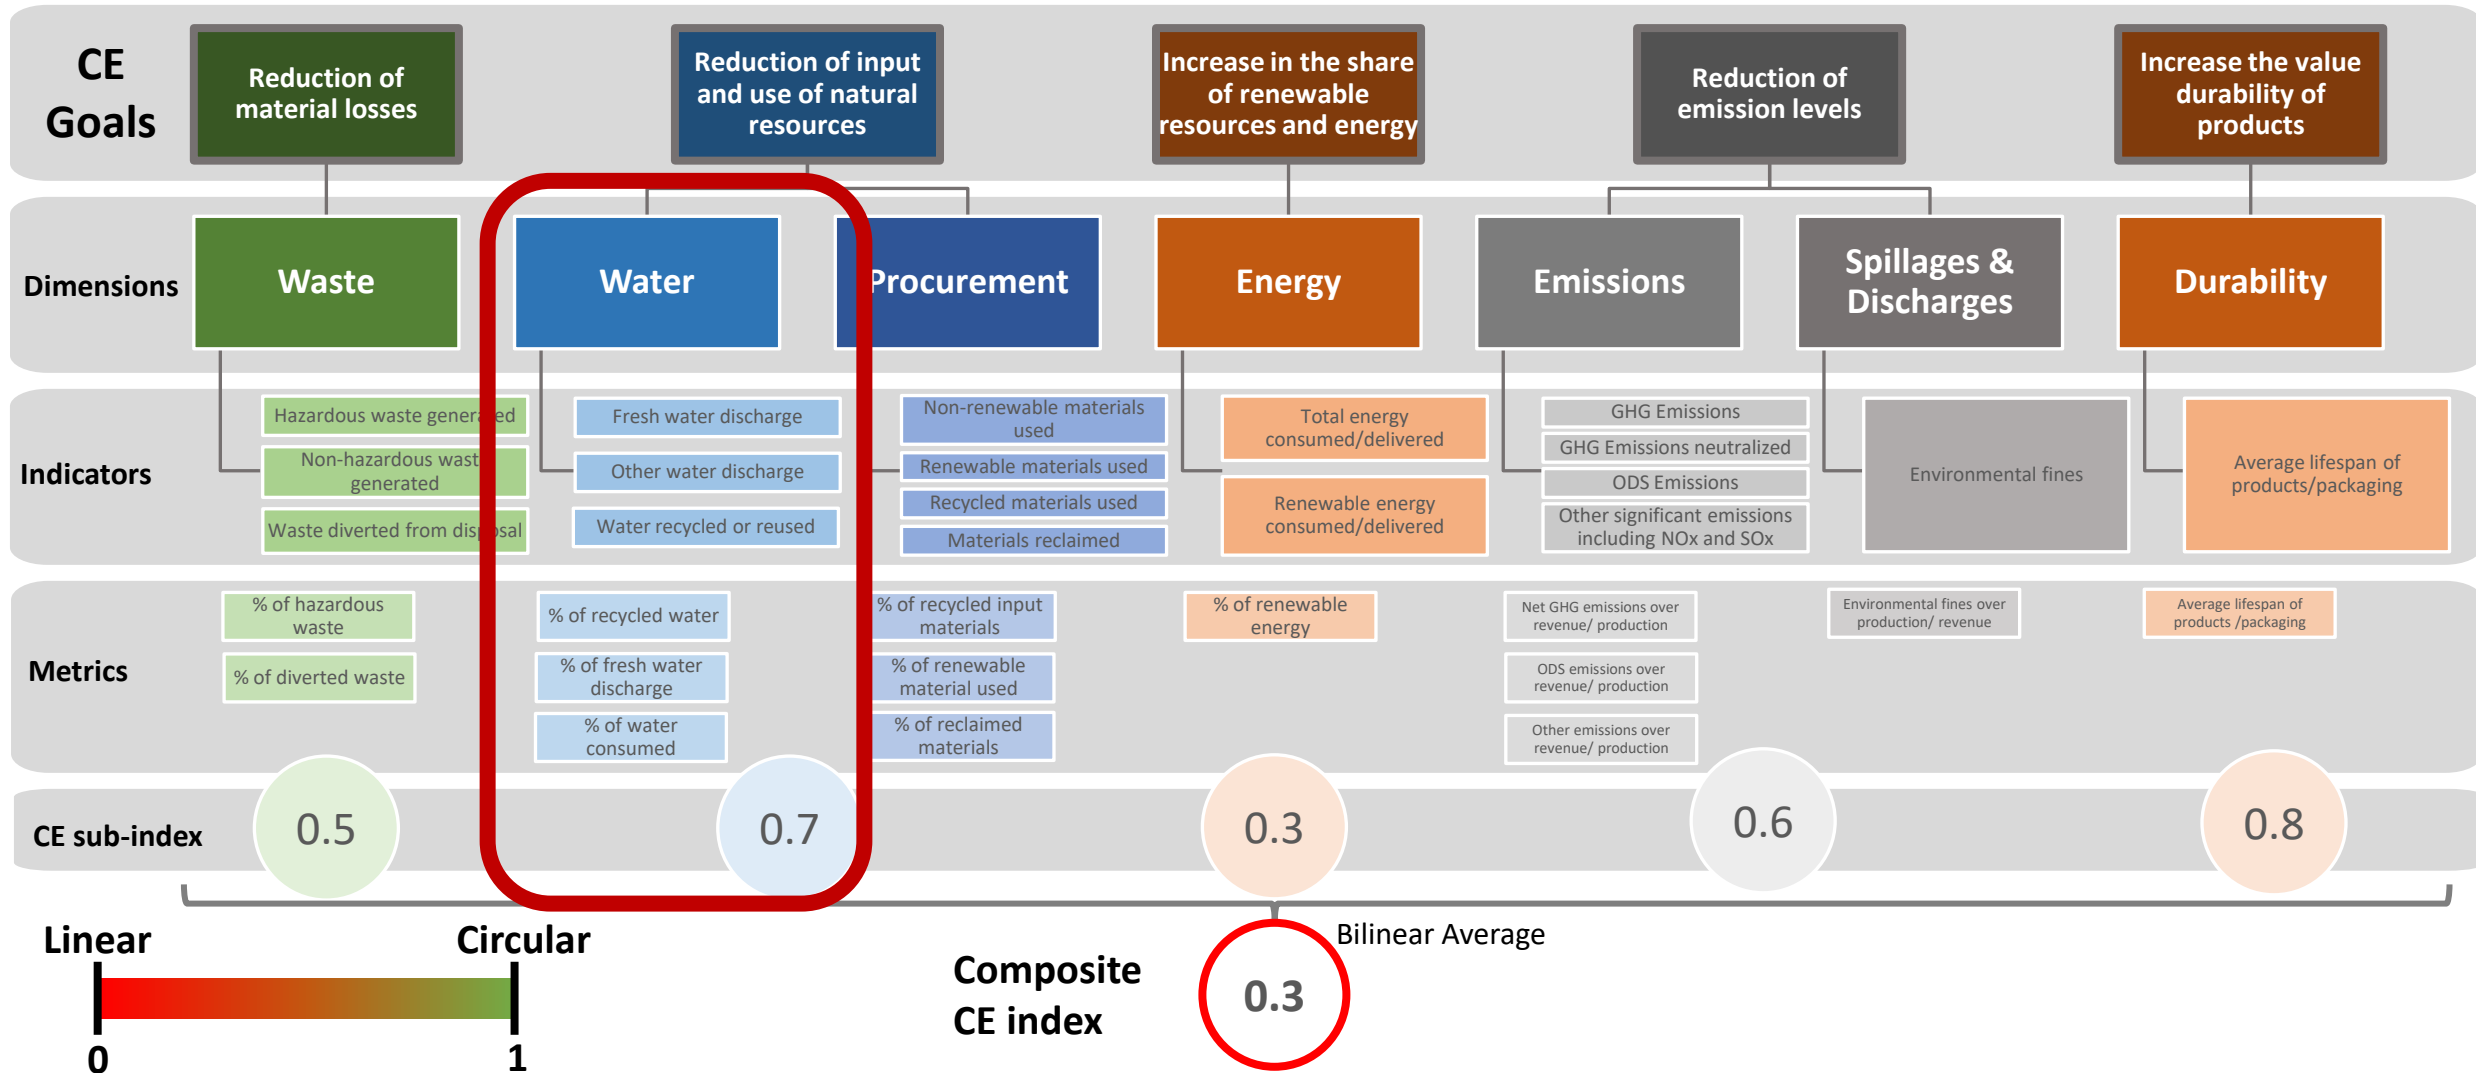 CE
Goals
Reduction of
material losses
Reduction of input
and use of natural
resources
Increase in the share
of renewable
resources and energy
Reduction of
emission levels
Increase the value
durability of
products
Dimensions
Waste
Water
Procurement
Energy
Emissions
Spillages &
Discharges
Durability
Indicators
Hazardous waste generated
Non-hazardous waste
generated
Waste diverted from disposal
Fresh water discharge
Other water discharge
Water recycled or reused
Non-renewable materials
used
Renewable materials used
Recycled materials used
Materials reclaimed
Total energy
consumed/delivered
Renewable energy
consumed/delivered
GHG Emissions
GHG Emissions neutralized
ODS Emissions
Other significant emissions
including NOx and SOx
Environmental fines
Average lifespan of
products/packaging
Metrics
% of hazardous
waste
% of diverted waste
% of recycled water
% of fresh water
discharge
% of water
consumed
% of recycled input
materials
% of renewable
material used
% of reclaimed
materials
% of renewable
energy
Net GHG emissions over
revenue/ production
ODS emissions over
revenue/ production
Other emissions over
revenue/ production
Environmental fines over
production/ revenue
Average lifespan of
products /packaging
CE sub-index
0.5
0.7
0.3
0.6
0.8
Linear
Circular
0
1
Composite
CE index
0.3
Bilinear Average